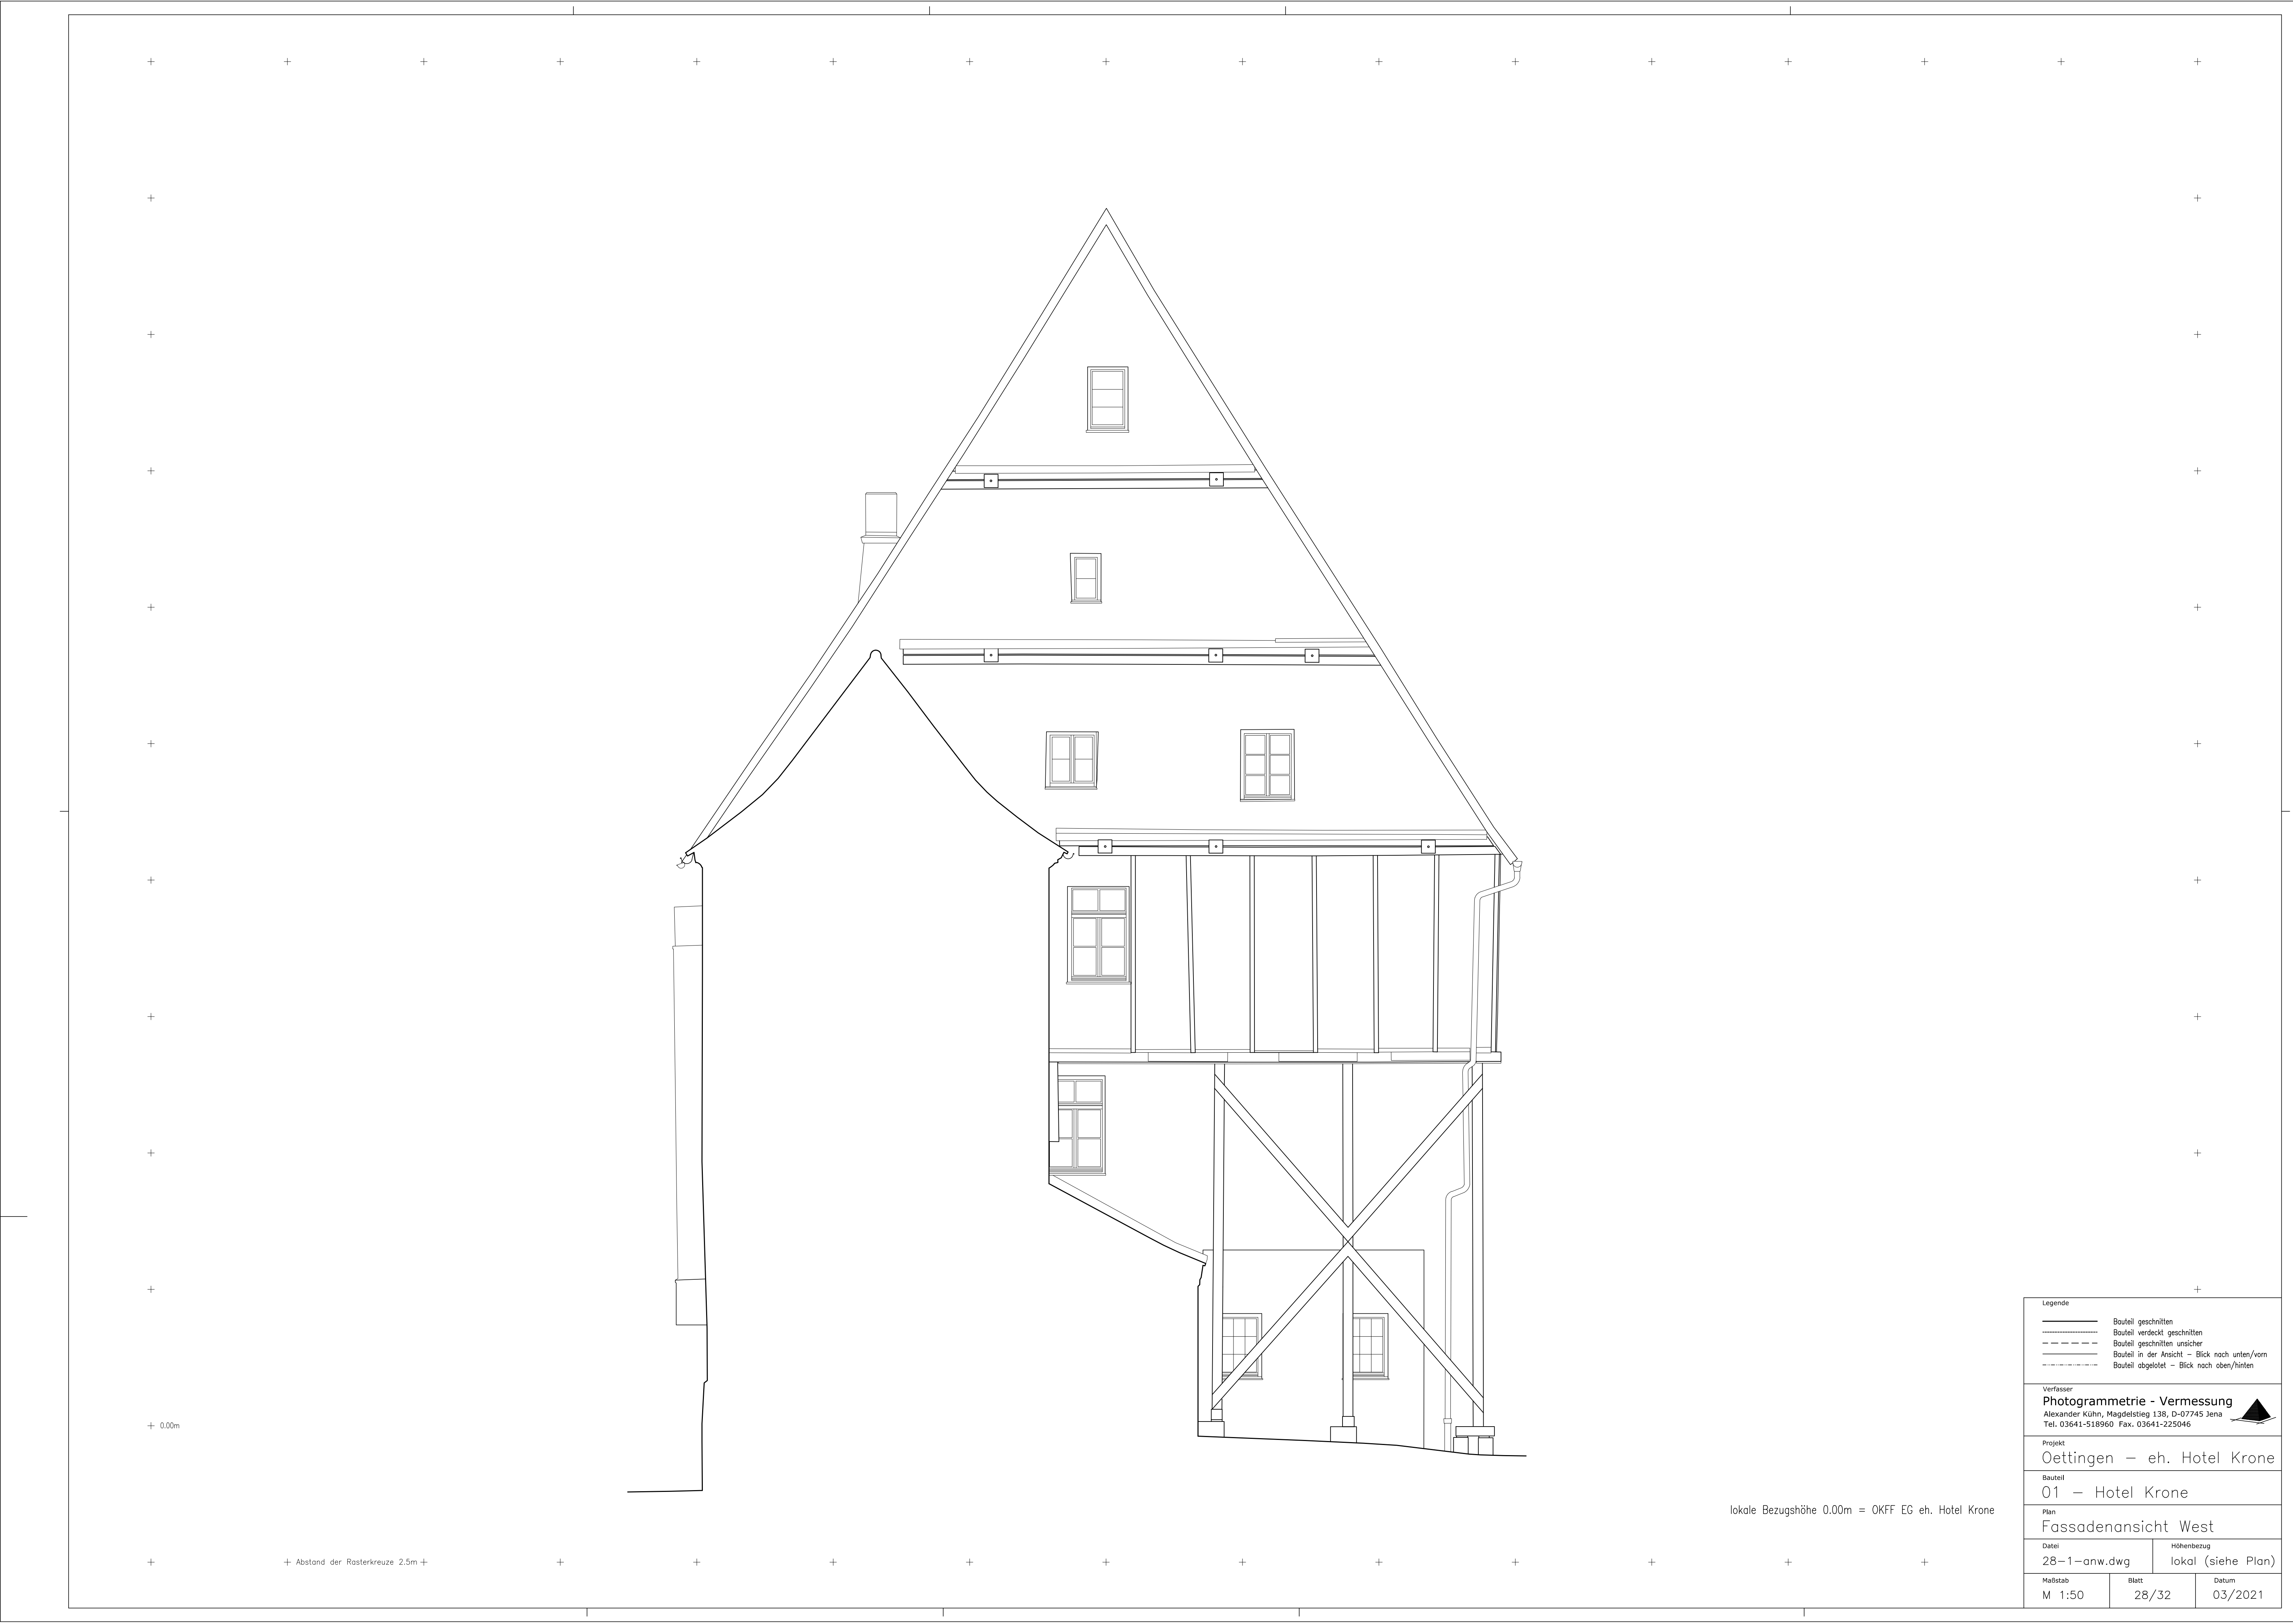 0.00m
Abstand der Rasterkreuze 2.5m
lokale Bezugshöhe 0.00m = OKFF EG eh. Hotel Krone
Legende
Bauteil geschnitten
Bauteil verdeckt geschnitten
Bauteil geschnitten unsicher
Bauteil in der Ansicht - Blick nach unten/vorn
Bauteil abgelotet - Blick nach oben/hinten
Verfasser
Photogrammetrie - Vermessung
Alexander Kühn, Magdelstieg 138, D-07745 Jena
Tel. 03641-518960 Fax. 03641-225046
Projekt
Oettingen - eh. Hotel Krone
Bauteil
01 - Hotel Krone
Plan
Fassadenansicht West
Datei Höhenbezug
28-1-anw.dwg lokal (siehe Plan)
Maßstab Blatt Datum
M 1:50 28/32 03/2021